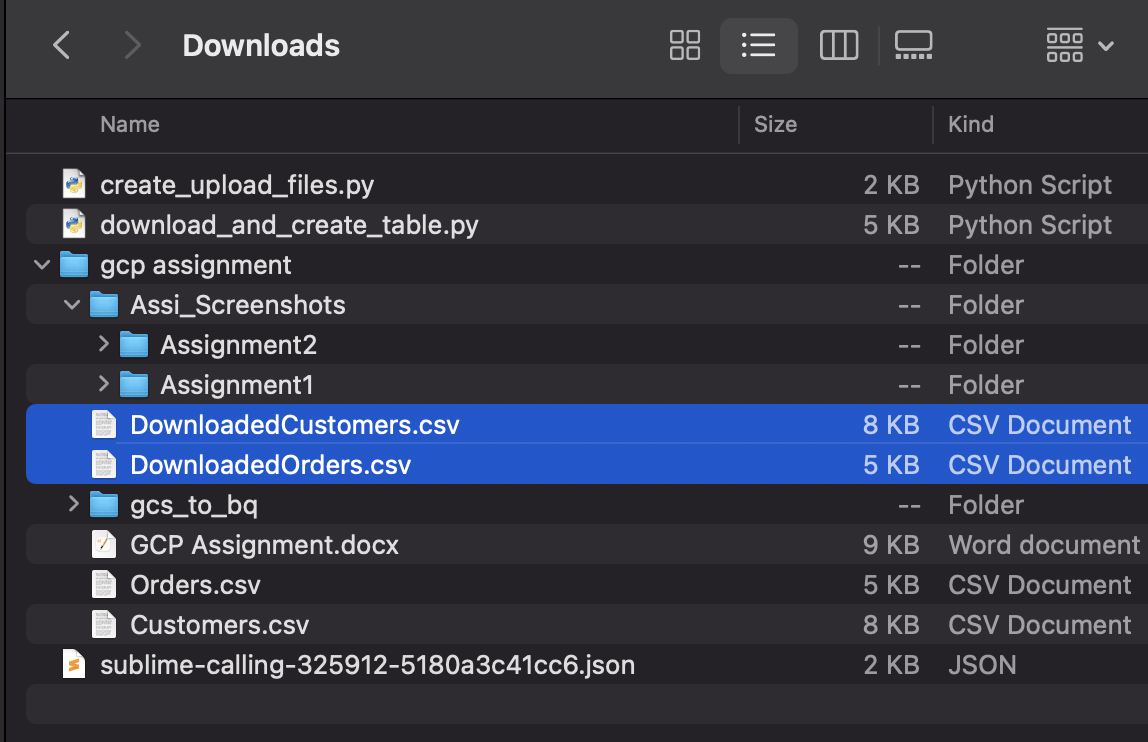 Downloads
Name Size Kind
create_upload_files.py 2 KB Python Script
download_and_create_table.py 5 KB Python Script
gcp assignment -- Folder
Assi_Screenshots -- Folder
Assignment2 -- Folder
Assignment1 -- Folder
DownloadedCustomers.csv 8 KB CSV Document
DownloadedOrders.csv 5 KB CSV Document
gcs_to_bq -- Folder
GCP Assignment.docx 9 KB Word document
Orders.csv 5 KB CSV Document
Customers.csv 8 KB CSV Document
sublime-calling-325912-5180a3c41cc6.json 2 KB JSON